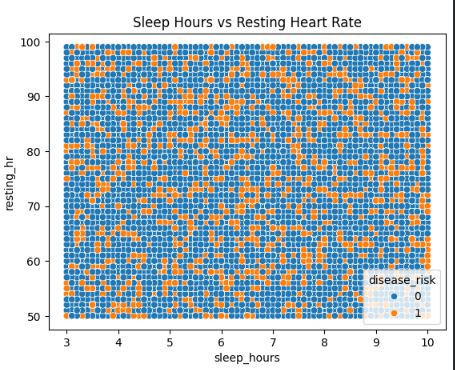 Sleep Hours vs Resting Heart Rate
100
90
80
70
60
50
resting_hr
disease_risk
0
1
3 4 5 6 7 8 9 10
sleep_hours